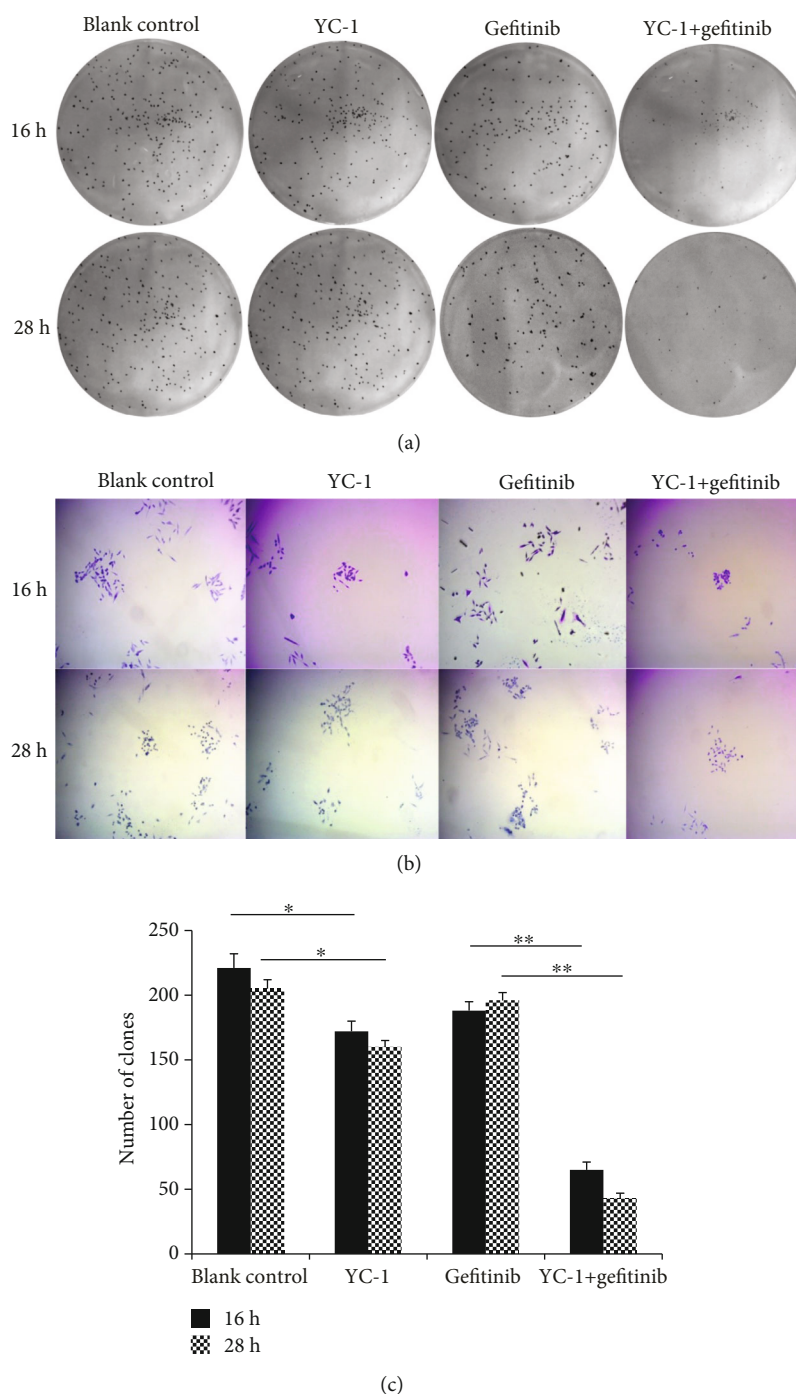 Blank control YC-1 Gefitinib YC-1+gefitinib
16 h
28 h
(a)
Blank control YC-1 Gefitinib YC-1+gefitinib
16 h
28 h
(b)
250
200
150
100
50
0
Number of clones
* * ** **
Blank control YC-1 Gefitinib YC-1+gefitinib
16 h
28 h
(c)